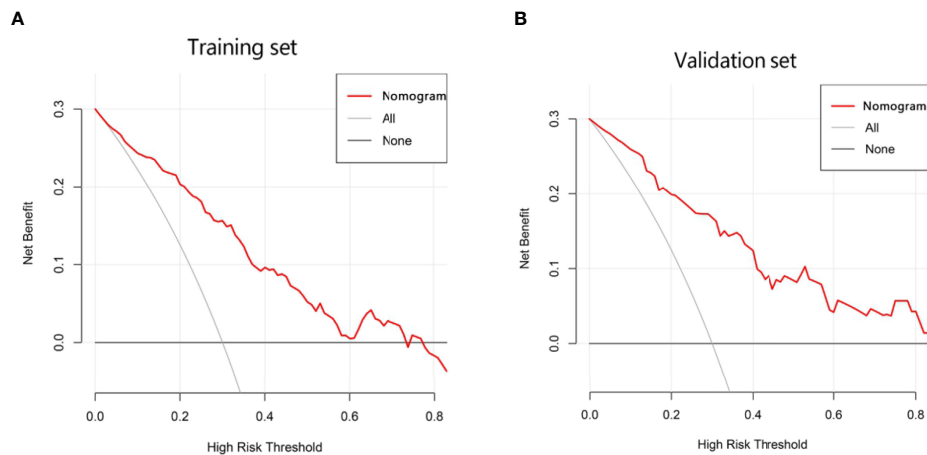 A
Training set
Nomogram
All
None
Net Benefit
0.3
0.2
0.1
0.0
0.0 0.2 0.4 0.6 0.8
High Risk Threshold
B
Validation set
Nomogram
All
None
Net Benefit
0.3
0.2
0.1
0.0
0.0 0.2 0.4 0.6 0.8
High Risk Threshold